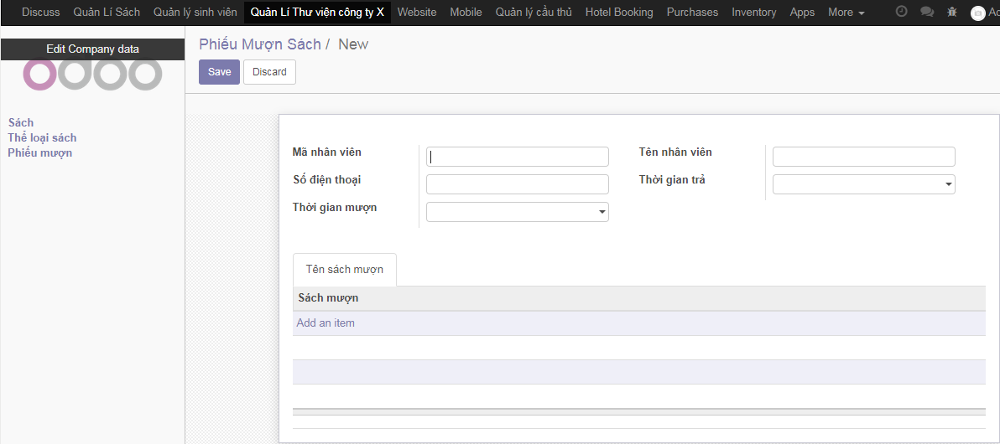 Discuss Quản Lí Sách Quản lý sinh viên Quản Lí Thư viện công ty X Website Mobile Quản lý cầu thủ Hotel Booking Purchases Inventory Apps More Ad
Edit Company data
odoo
Phiếu Mượn Sách / New
Save Discard
Sách
Thể loại sách
Phiếu mượn
Mã nhân viên Tên nhân viên
Số điện thoại Thời gian trả
Thời gian mượn
Tên sách mượn
Sách mượn
Add an item